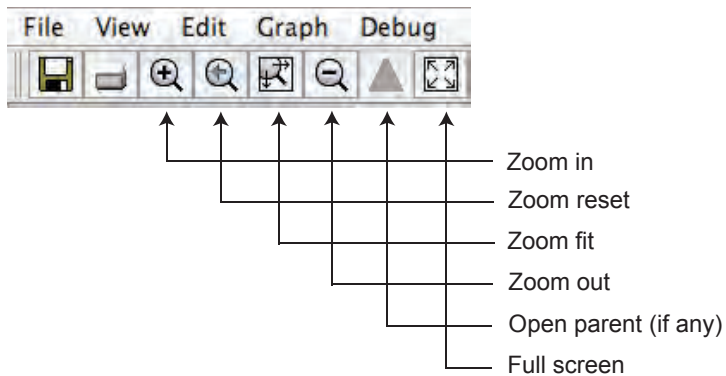 File View Edit Graph Debug
Zoom in
Zoom reset
Zoom fit
Zoom out
Open parent (if any)
Full screen